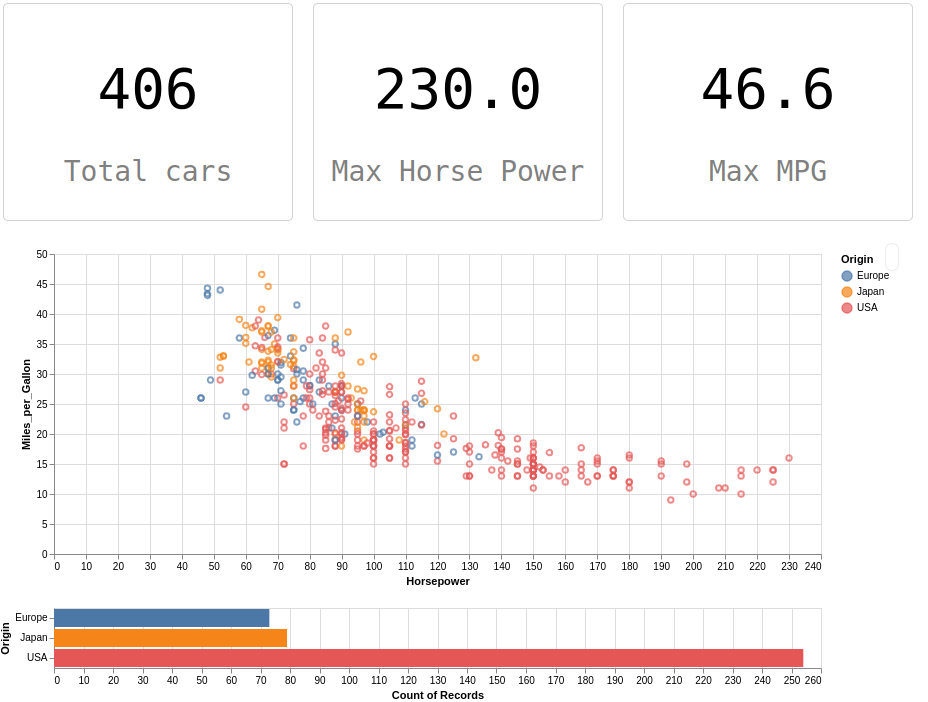 406
Total cars
230.0
Max Horse Power
46.6
Max MPG
Miles_per_Gallon
50
45
40
35
30
25
20
15
10
5
0
0 10 20 30 40 50 60 70 80 90 100 110 120 130 140 150 160 170 180 190 200 210 220 230 240
Horsepower
Origin
Europe
Japan
USA
Origin
Europe
Japan
USA
0 10 20 30 40 50 60 70 80 90 100 110 120 130 140 150 160 170 180 190 200 210 220 230 240 250 260
Count of Records